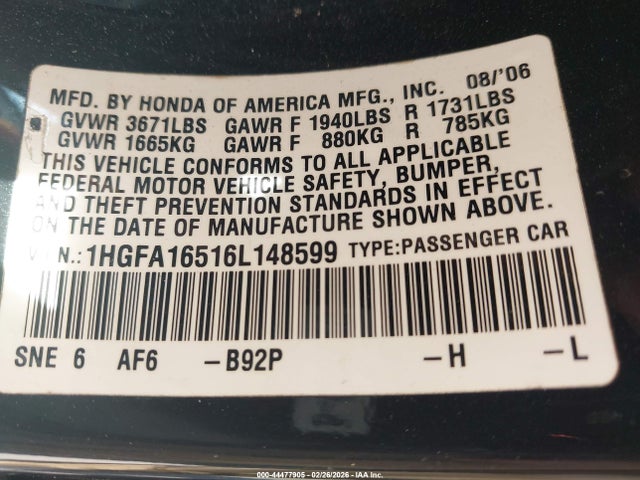 MFD. BY HONDA OF AMERICA MFG., INC. 08/'06
GVWR 3671LBS GAWR F 1940LBS R 1731LBS
GVWR 1665KG GAWR F 880KG R 785KG
THIS VEHICLE CONFORMS TO ALL APPLICABLE
FEDERAL MOTOR VEHICLE SAFETY, BUMPER,
AND THEFT PREVENTION STANDARDS IN EFFECT
ON THE DATE OF MANUFACTURE SHOWN ABOVE.
V.I.N.:1HGFA16516L148599 TYPE:PASSENGER CAR
SNE 6 AF6 -B92P -H -L
000-44477905 - 02/26/2026 - IAA Inc.